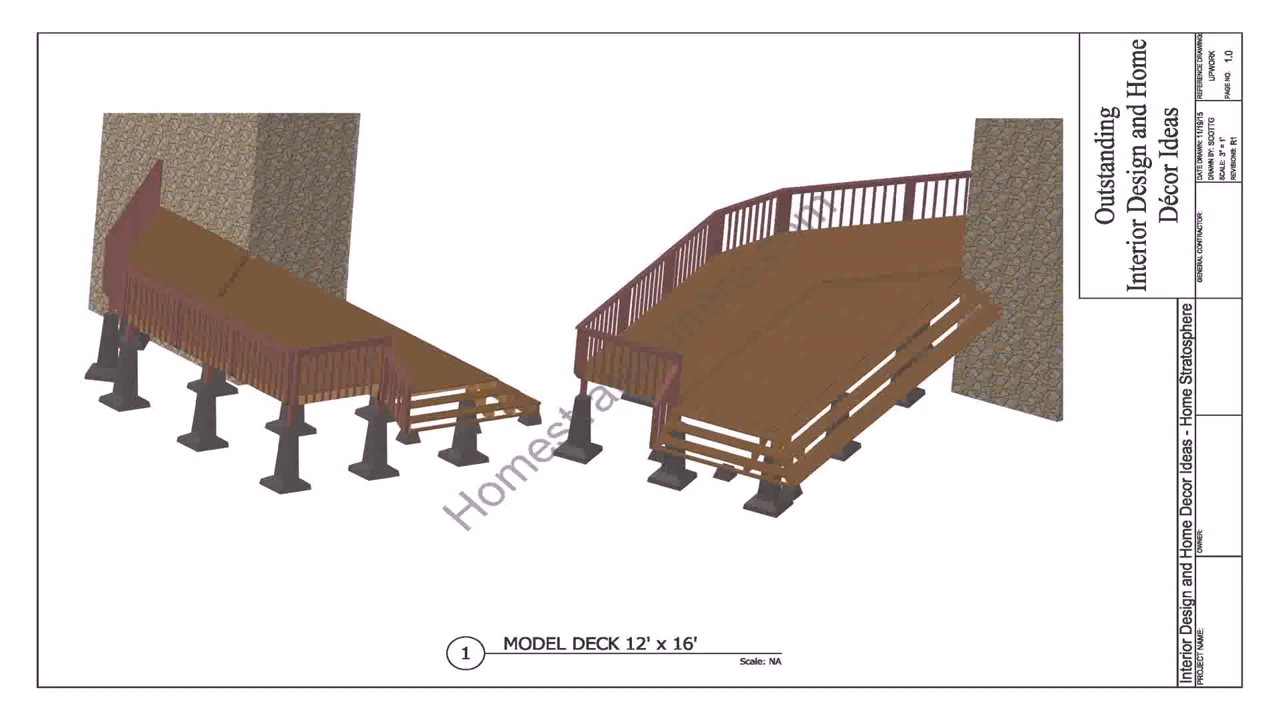 Outstanding
Interior Design and Home
Décor Ideas
REFERENCE DRAWING:
UPWORK
PAGE NO. 1.0
DATE DRAWN: 11/19/15
DRAWN BY: SCOTTG
SCALE: 3" = 1'
REVISION#: R1
GENERAL CONTRACTOR:
OWNER:
PROJECT NAME:
Interior Design and Home Decor Ideas - Home Stratosphere
1
MODEL DECK 12' x 16'
Scale: NA